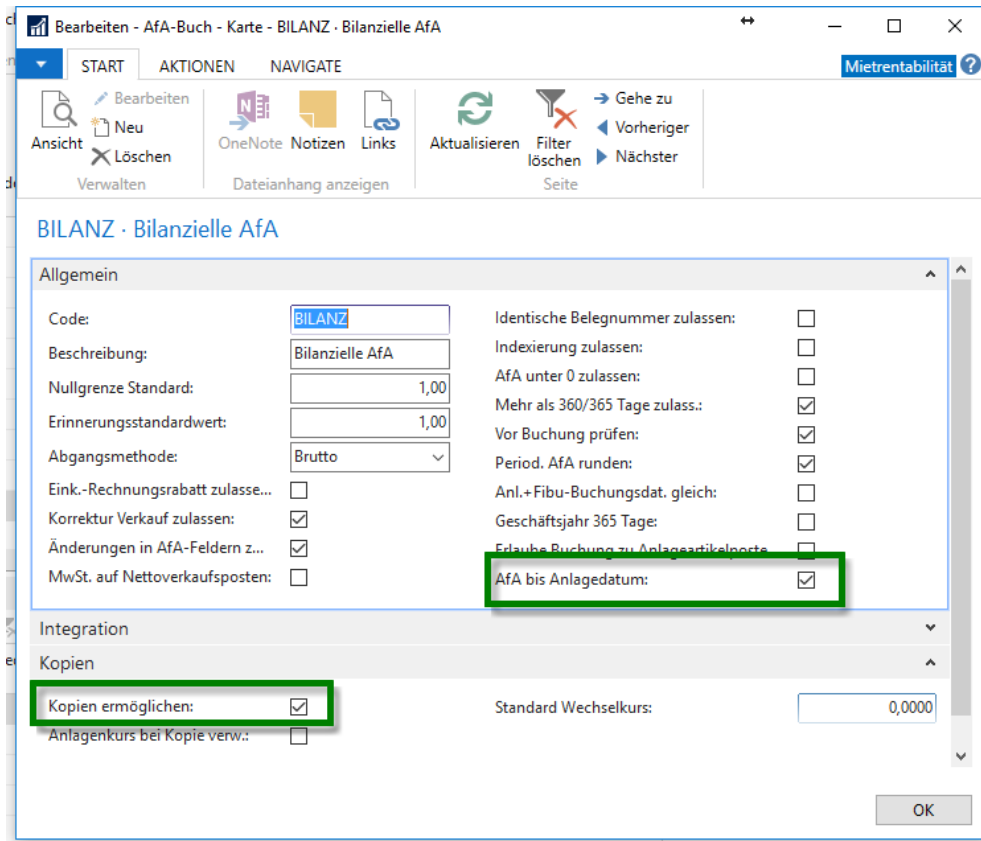 Bearbeiten - AfA-Buch - Karte - BILANZ · Bilanzielle AfA
START AKTIONEN NAVIGATE
Mietrentabilität ?
Ansicht
Bearbeiten
Neu
Löschen
Verwalten
OneNote Notizen Links
Dateianhang anzeigen
Aktualisieren
Filter
löschen
Gehe zu
Vorheriger
Nächster
Seite
BILANZ · Bilanzielle AfA
Allgemein
Code: BILANZ
Beschreibung: Bilanzielle AfA
Nullgrenze Standard: 1,00
Erinnerungsstandardwert: 1,00
Abgangsmethode: Brutto
Eink.-Rechnungsrabatt zulasse...
Korrektur Verkauf zulassen:
Änderungen in AfA-Feldern z...
MwSt. auf Nettoverkaufsposten:
Identische Belegnummer zulassen:
Indexierung zulassen:
AfA unter 0 zulassen:
Mehr als 360/365 Tage zulass.:
Vor Buchung prüfen:
Period. AfA runden:
Anl.+Fibu-Buchungsdat. gleich:
Geschäftsjahr 365 Tage:
Erlaube Buchung zu Anlageartikelposte...
AfA bis Anlagedatum:
Integration
Kopien
Kopien ermöglichen:
Anlagenkurs bei Kopie verw.:
Standard Wechselkurs: 0,0000
OK